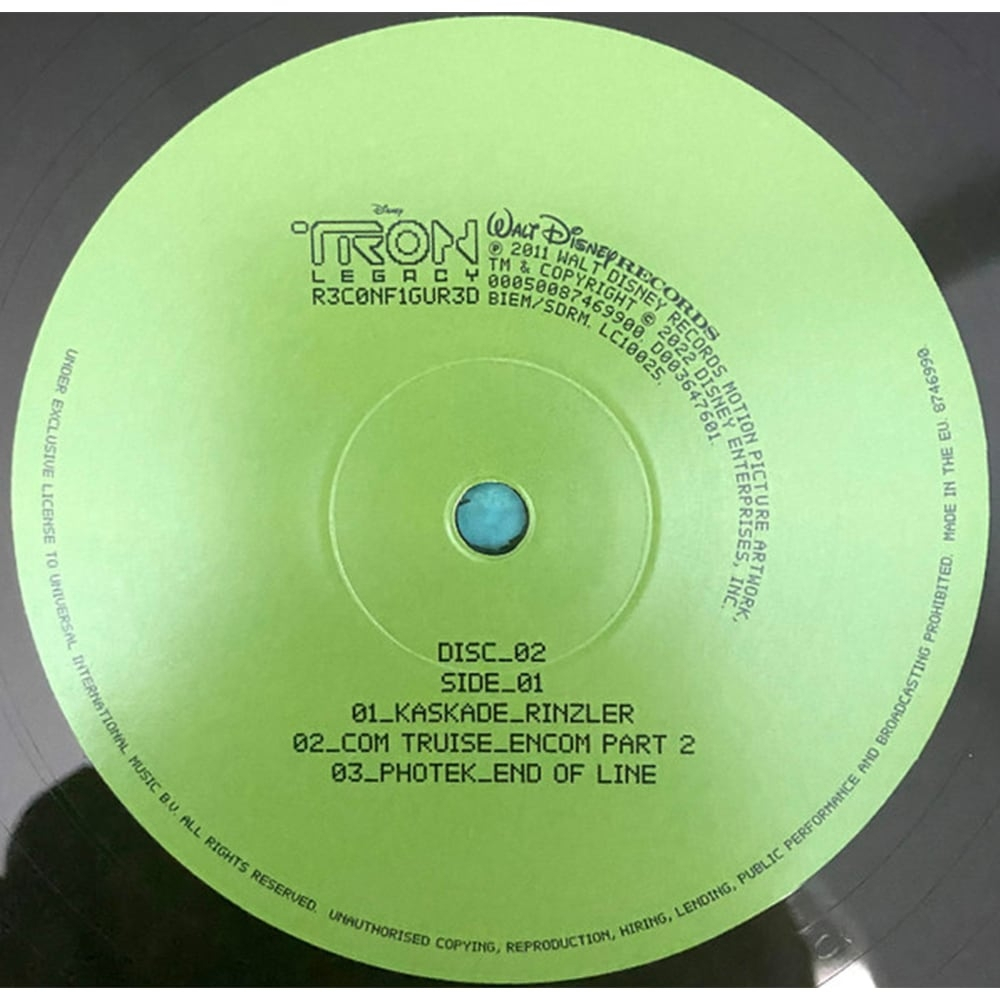 Disney
TRON
LEGACY
R3C0NF1GUR3D
WALT DISNEY RECORDS
℗ 2011 WALT DISNEY RECORDS MOTION PICTURE ARTWORK,
TM & COPYRIGHT © 2022 DISNEY ENTERPRISES, INC.
00050087469900. D003647601.
BIEM/SDRM. LC10025.
DISC_02
SIDE_01
01_KASKADE_RINZLER
02_COM TRUISE_ENCOM PART 2
03_PHOTEK_END OF LINE
UNDER EXCLUSIVE LICENSE TO UNIVERSAL INTERNATIONAL MUSIC B.V. ALL RIGHTS RESERVED. UNAUTHORISED COPYING, REPRODUCTION, HIRING, LENDING, PUBLIC PERFORMANCE AND BROADCASTING PROHIBITED. MADE IN THE EU. 8746990.